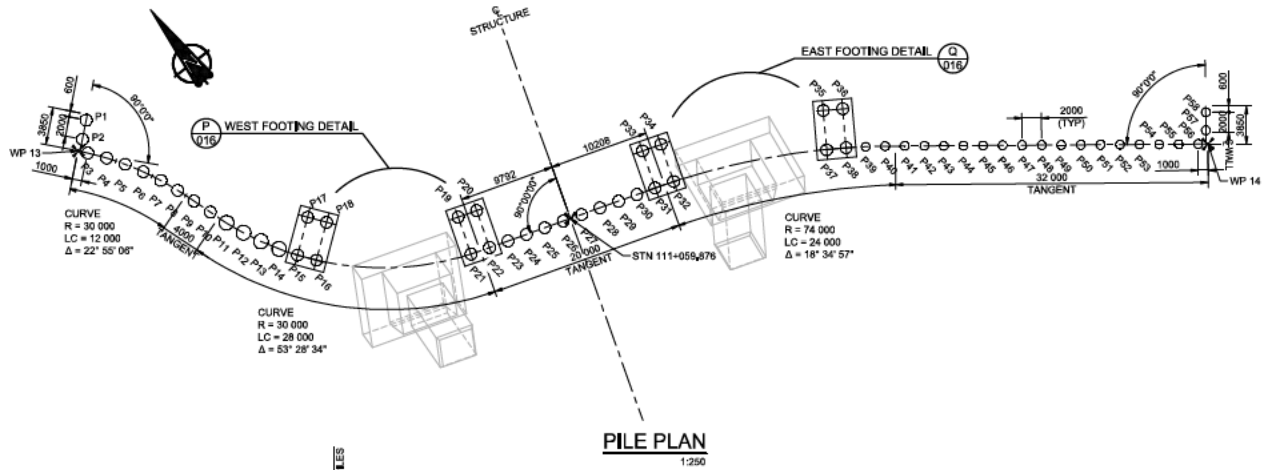 ℄
STRUCTURE
EAST FOOTING DETAIL
Q
016
P
016
WEST FOOTING DETAIL
600
3850
2000
90°0'0"
P1
P2
WP 13
1000
P3
P4
P5
P6
P7
P8
P9
P10
P11
P12
P13
P14
P15
P16
P17
P18
4000
TANGENT
CURVE
R = 30 000
LC = 12 000
Δ = 22° 55' 06"
CURVE
R = 30 000
LC = 28 000
Δ = 53° 28' 34"
P19
P20
P21
P22
P23
P24
P25
P26
P27
P28
P29
P30
P31
P32
P33
P34
9792
10208
90°00'00"
20 000
TANGENT
STN 111+059.876
CURVE
R = 74 000
LC = 24 000
Δ = 18° 34' 57"
P35
P36
P37
P38
P39
P40
P41
P42
P43
P44
P45
P46
P47
P48
P49
P50
P51
P52
P53
P54
P55
P56
P57
P58
2000
(TYP)
90°0'0"
600
2000
3850
WALL
1000
WP 14
32 000
TANGENT
PILE PLAN
1:250